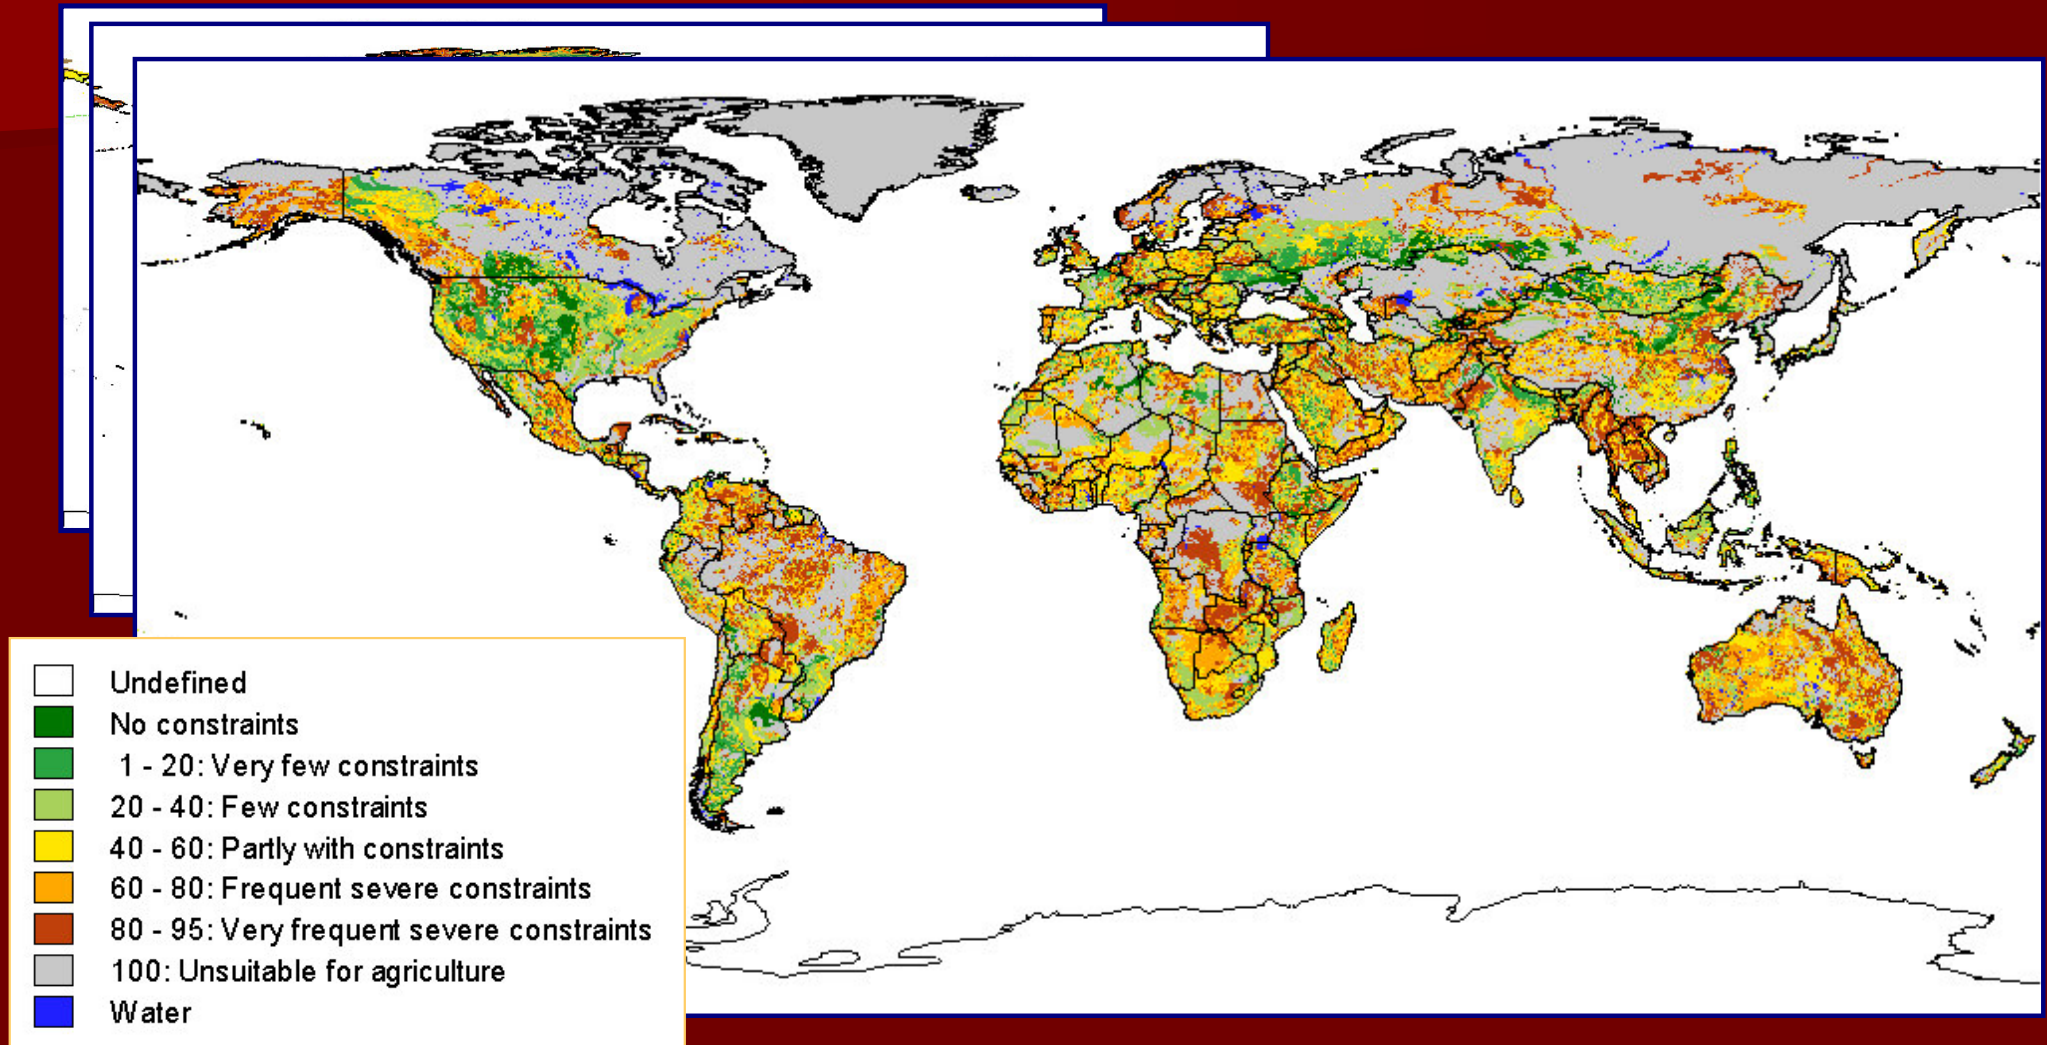 Undefined
No constraints
1 - 20: Very few constraints
20 - 40: Few constraints
40 - 60: Partly with constraints
60 - 80: Frequent severe constraints
80 - 95: Very frequent severe constraints
100: Unsuitable for agriculture
Water